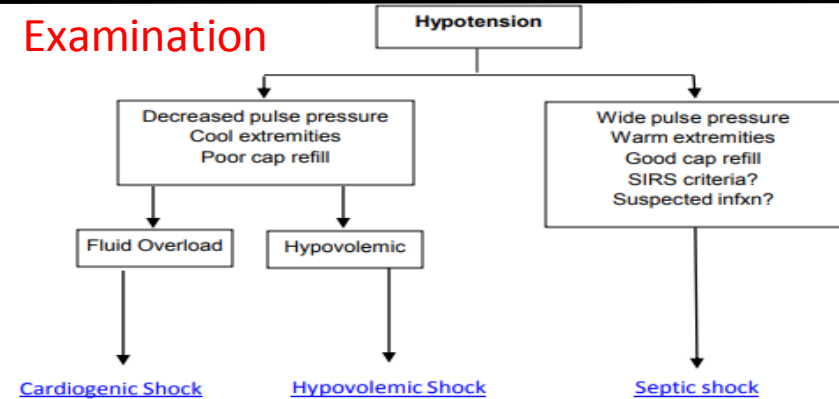 Examination
Hypotension
Decreased pulse pressure
Cool extremities
Poor cap refill
Wide pulse pressure
Warm extremities
Good cap refill
SIRS criteria?
Suspected infxn?
Fluid Overload
Hypovolemic
Cardiogenic Shock
Hypovolemic Shock
Septic shock